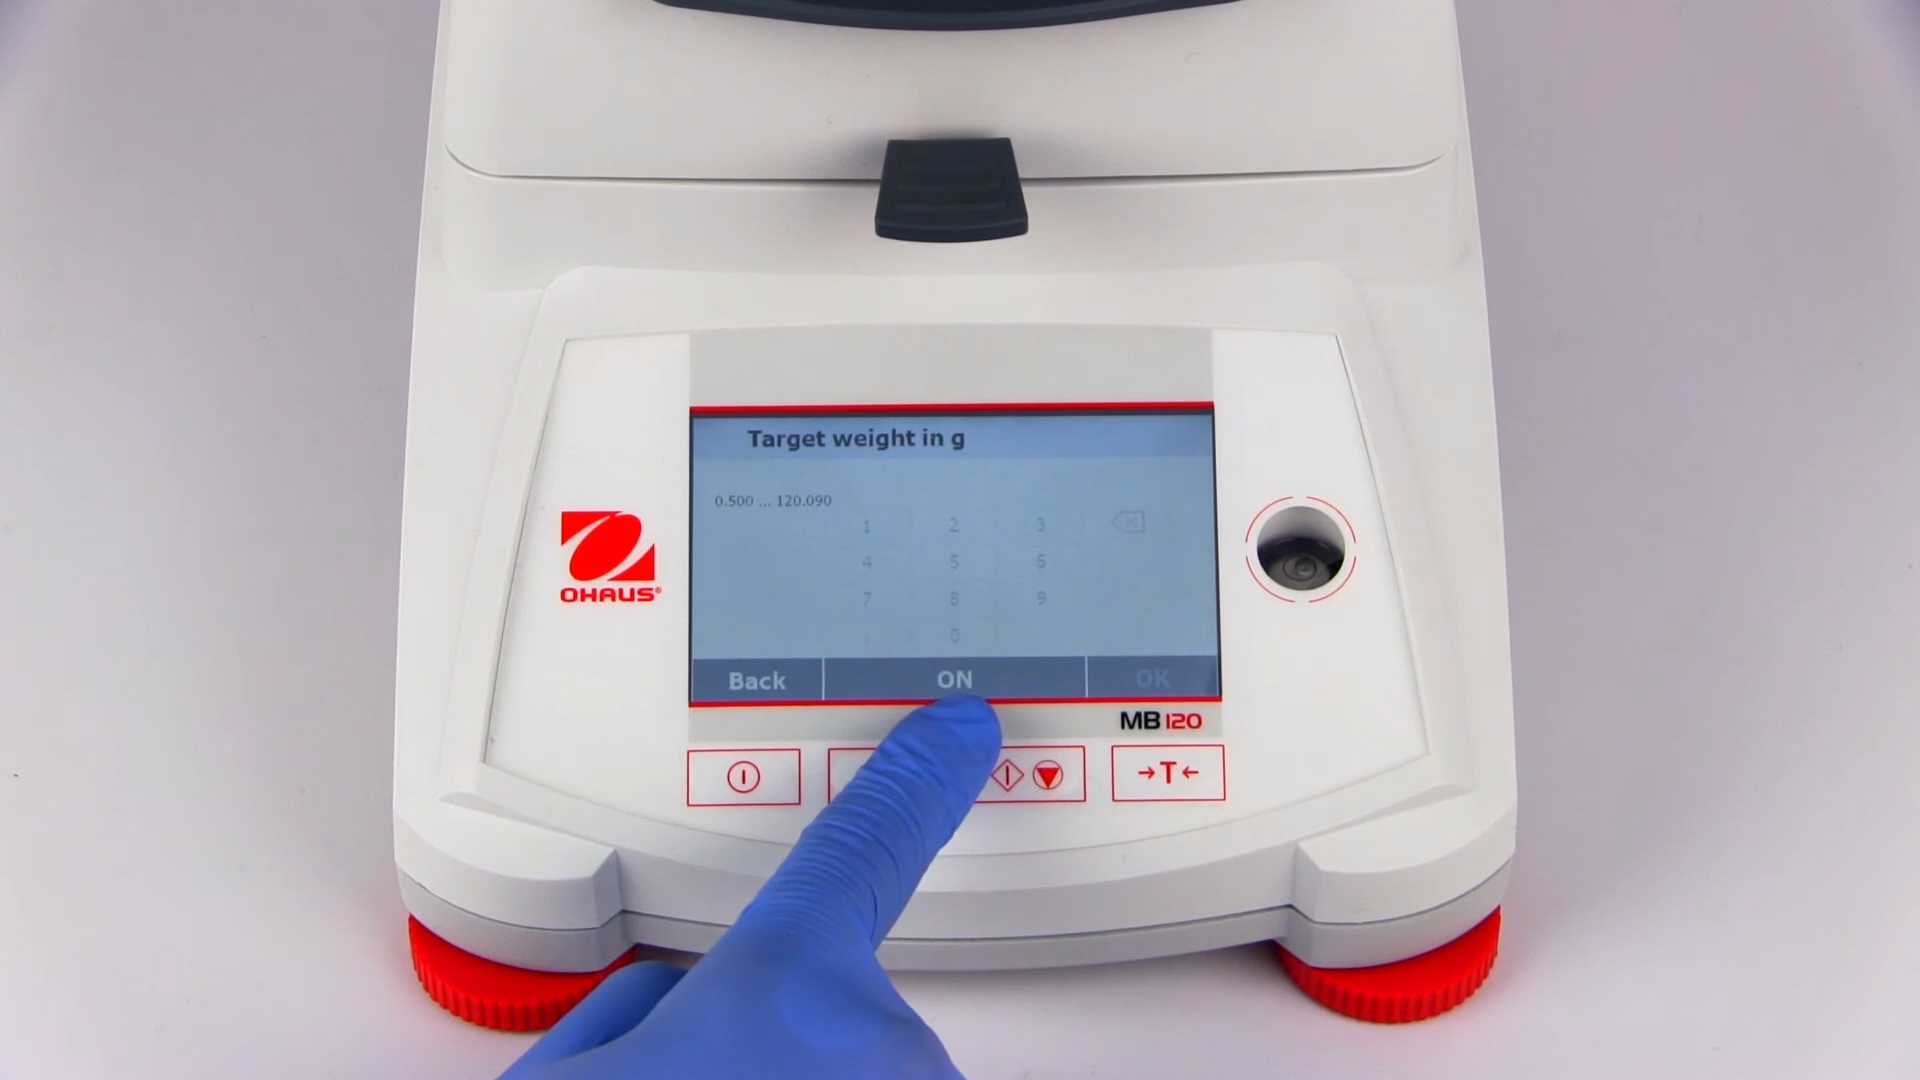 Target weight in g
0.500 ... 120.090
1 2 3
4 5 6
7 8 9
0
Back ON OK
OHAUS®
MB120
→T←